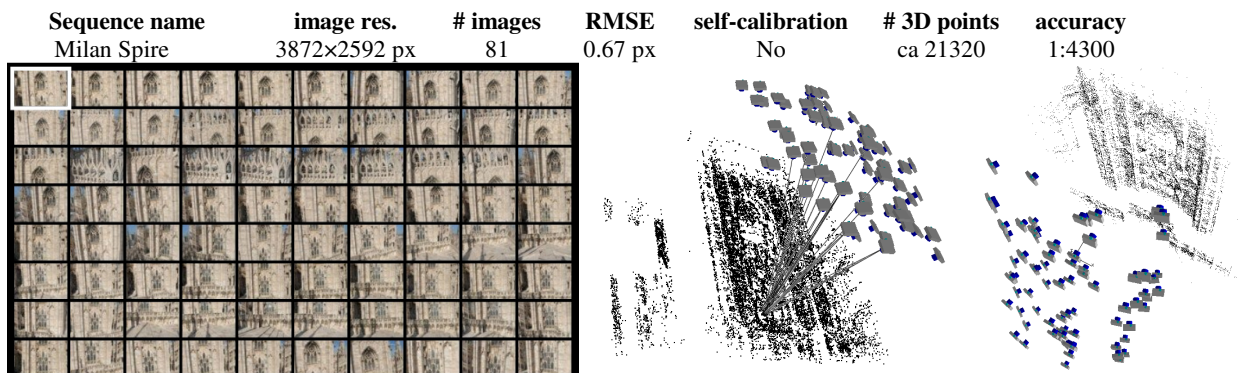 Sequence name image res. # images RMSE self-calibration # 3D points accuracy
Milan Spire 3872×2592 px 81 0.67 px No ca 21320 1:4300